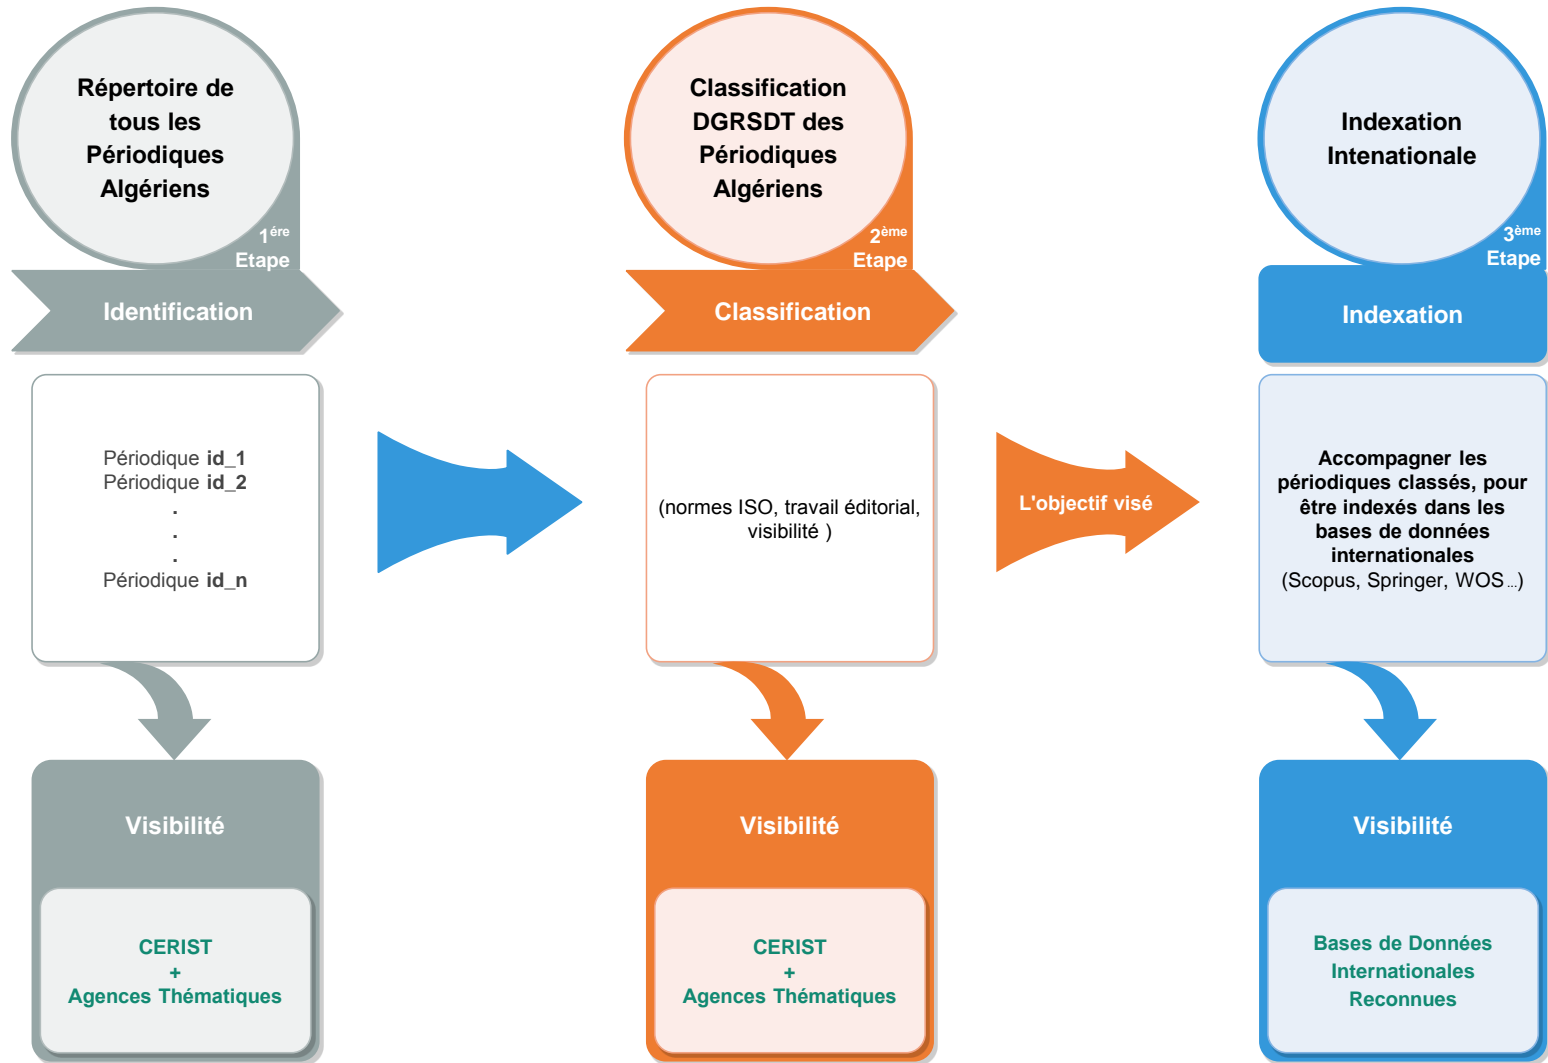 Répertoire de
tous les
Périodiques
Algériens
1ére
Etape
Identification
Périodique id_1
Périodique id_2
.
.
.
Périodique id_n
Visibilité
CERIST
+
Agences Thématiques
Classification
DGRSDT des
Périodiques
Algériens
2ème
Etape
Classification
(normes ISO, travail éditorial,
visibilité )
Visibilité
CERIST
+
Agences Thématiques
L'objectif visé
Indexation
Intenationale
3ème
Etape
Indexation
Accompagner les
périodiques classés, pour
être indexés dans les
bases de données
internationales
(Scopus, Springer, WOS...)
Visibilité
Bases de Données
Internationales
Reconnues